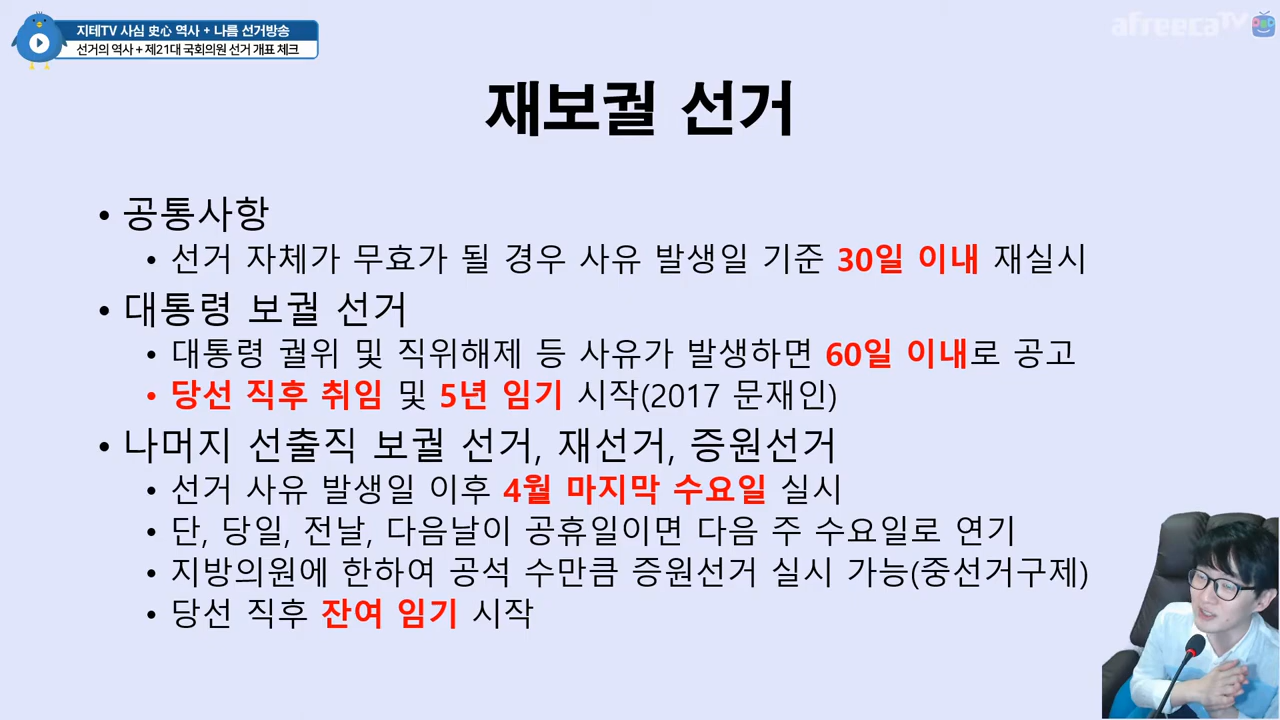 지테TV 사심 史心 역사 + 나름 선거방송
선거의 역사 + 제21대 국회의원 선거 개표 체크
afreecaTV
재보궐 선거
• 공통사항
• 선거 자체가 무효가 될 경우 사유 발생일 기준 30일 이내 재실시
• 대통령 보궐 선거
• 대통령 궐위 및 직위해제 등 사유가 발생하면 60일 이내로 공고
• 당선 직후 취임 및 5년 임기 시작(2017 문재인)
• 나머지 선출직 보궐 선거, 재선거, 증원선거
• 선거 사유 발생일 이후 4월 마지막 수요일 실시
• 단, 당일, 전날, 다음날이 공휴일이면 다음 주 수요일로 연기
• 지방의원에 한하여 공석 수만큼 증원선거 실시 가능(중선거구제)
• 당선 직후 잔여 임기 시작